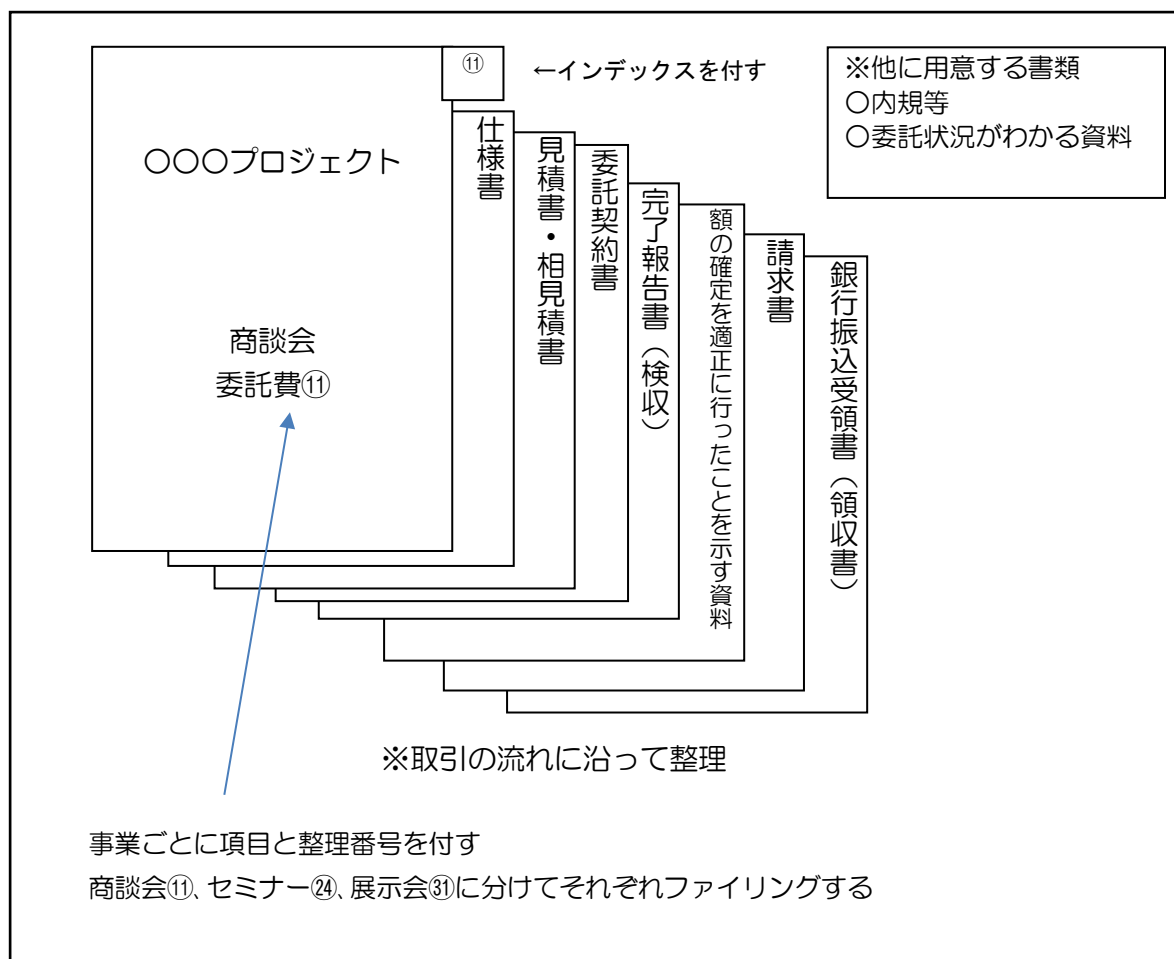 ⑪
←インデックスを付す
※他に用意する書類
〇内規等
〇委託状況がわかる資料
〇〇〇プロジェクト
商談会
委託費⑪
仕様書
見積書・相見積書
委託契約書
完了報告書(検収)
額の確定を適正に行ったことを示す資料
請求書
銀行振込受領書(領収書)
※取引の流れに沿って整理
事業ごとに項目と整理番号を付す
商談会⑪、セミナー㉔、展示会㉛に分けてそれぞれファイリングする